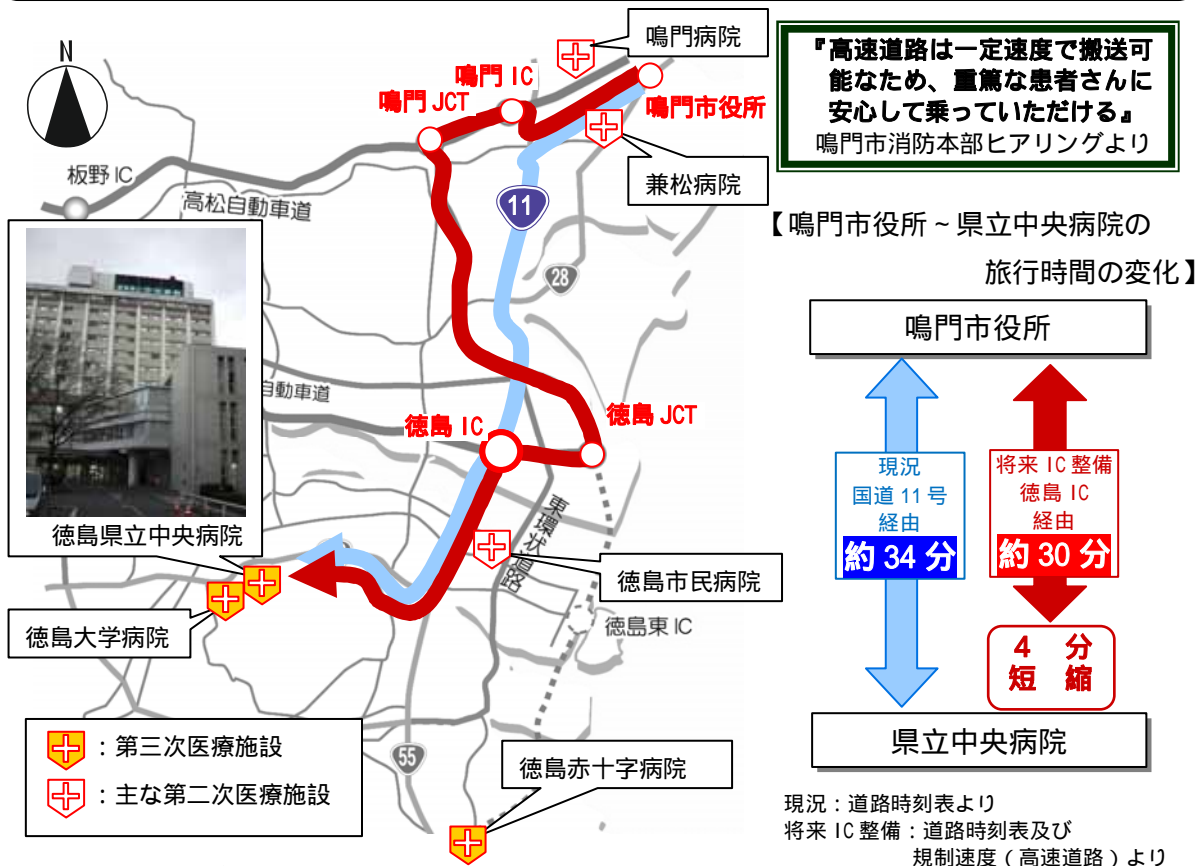 N
鳴門病院
鳴門 IC
鳴門 JCT
鳴門市役所
兼松病院
板野 IC
高松自動車道
11
28
自動車道
徳島 IC
徳島 JCT
東環状道路
徳島県立中央病院
徳島市民病院
徳島大学病院
徳島東 IC
55
徳島赤十字病院
：第三次医療施設
：主な第二次医療施設
『高速道路は一定速度で搬送可
能なため、重篤な患者さんに
安心して乗っていただける』
鳴門市消防本部ヒアリングより
【鳴門市役所～県立中央病院の
旅行時間の変化】
鳴門市役所
現況
国道 11 号
経由
約 34 分
将来 IC 整備
徳島 IC
経由
約 30 分
4 分
短 縮
県立中央病院
現況：道路時刻表より
将来 IC 整備：道路時刻表及び
規制速度（高速道路）より